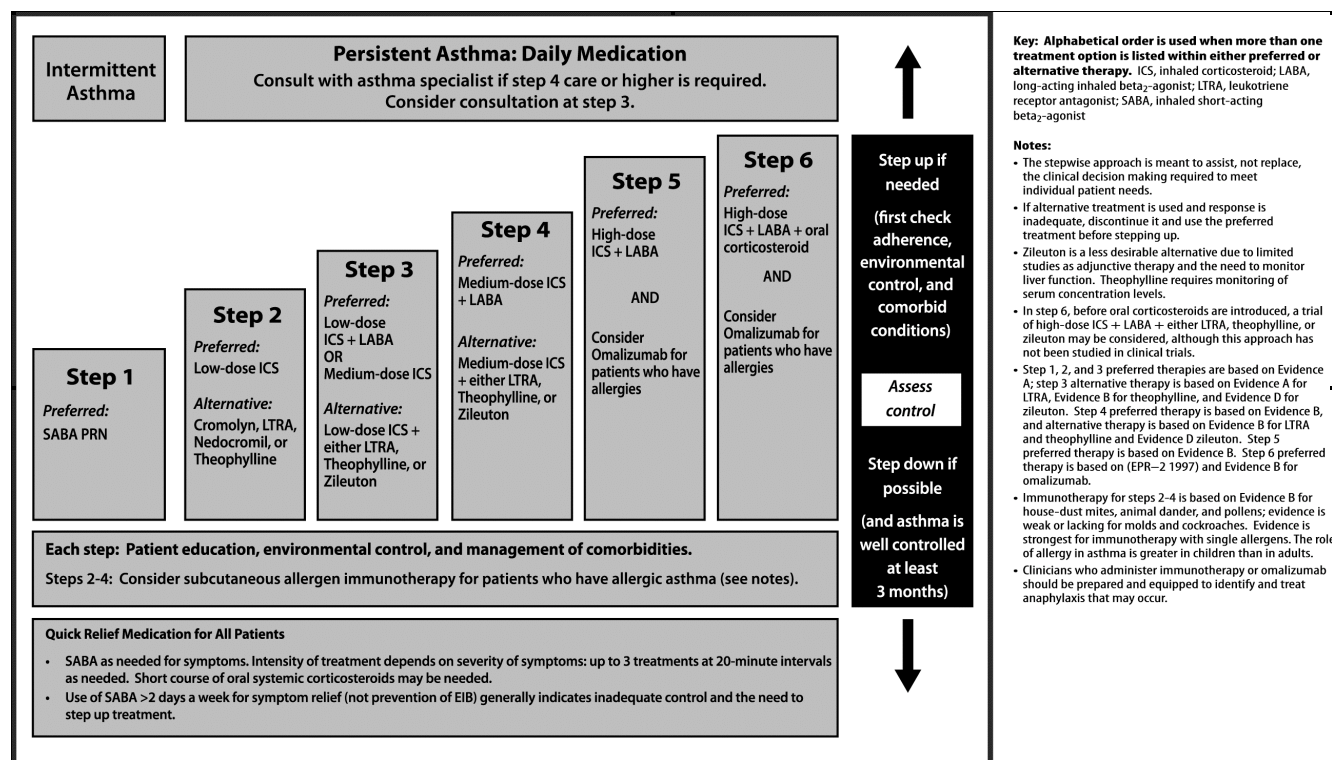 Intermittent
Asthma
Persistent Asthma: Daily Medication
Consult with asthma specialist if step 4 care or higher is required.
Consider consultation at step 3.
Step 1
Preferred:
SABA PRN
Step 2
Preferred:
Low-dose ICS
Alternative:
Cromolyn, LTRA,
Nedocromil, or
Theophylline
Step 3
Preferred:
Low-dose
ICS + LABA
OR
Medium-dose ICS
Alternative:
Low-dose ICS +
either LTRA,
Theophylline, or
Zileuton
Step 4
Preferred:
Medium-dose ICS
+ LABA
Alternative:
Medium-dose ICS
+ either LTRA,
Theophylline, or
Zileuton
Step 5
Preferred:
High-dose
ICS + LABA
AND
Consider
Omalizumab for
patients who have
allergies
Step 6
Preferred:
High-dose
ICS + LABA + oral
corticosteroid
AND
Consider
Omalizumab for
patients who have
allergies
Each step: Patient education, environmental control, and management of comorbidities.
Steps 2-4: Consider subcutaneous allergen immunotherapy for patients who have allergic asthma (see notes).
Quick Relief Medication for All Patients
• SABA as needed for symptoms. Intensity of treatment depends on severity of symptoms: up to 3 treatments at 20-minute intervals
as needed. Short course of oral systemic corticosteroids may be needed.
• Use of SABA >2 days a week for symptom relief (not prevention of EIB) generally indicates inadequate control and the need to
step up treatment.
Step up if
needed
(first check
adherence,
environmental
control, and
comorbid
conditions)
Assess
control
Step down if
possible
(and asthma is
well controlled
at least
3 months)
Key: Alphabetical order is used when more than one
treatment option is listed within either preferred or
alternative therapy. ICS, inhaled corticosteroid; LABA,
long-acting inhaled beta₂-agonist; LTRA, leukotriene
receptor antagonist; SABA, inhaled short-acting
beta₂-agonist
Notes:
• The stepwise approach is meant to assist, not replace,
the clinical decision making required to meet
individual patient needs.
• If alternative treatment is used and response is
inadequate, discontinue it and use the preferred
treatment before stepping up.
• Zileuton is a less desirable alternative due to limited
studies as adjunctive therapy and the need to monitor
liver function. Theophylline requires monitoring of
serum concentration levels.
• In step 6, before oral corticosteroids are introduced, a trial
of high-dose ICS + LABA + either LTRA, theophylline, or
zileuton may be considered, although this approach has
not been studied in clinical trials.
• Step 1, 2, and 3 preferred therapies are based on Evidence
A; step 3 alternative therapy is based on Evidence A for
LTRA, Evidence B for theophylline, and Evidence D for
zileuton. Step 4 preferred therapy is based on Evidence B,
and alternative therapy is based on Evidence B for LTRA
and theophylline and Evidence D zileuton. Step 5
preferred therapy is based on Evidence B. Step 6 preferred
therapy is based on (EPR—2 1997) and Evidence B for
omalizumab.
• Immunotherapy for steps 2-4 is based on Evidence B for
house-dust mites, animal dander, and pollens; evidence is
weak or lacking for molds and cockroaches. Evidence is
strongest for immunotherapy with single allergens. The role
of allergy in asthma is greater in children than in adults.
• Clinicians who administer immunotherapy or omalizumab
should be prepared and equipped to identify and treat
anaphylaxis that may occur.